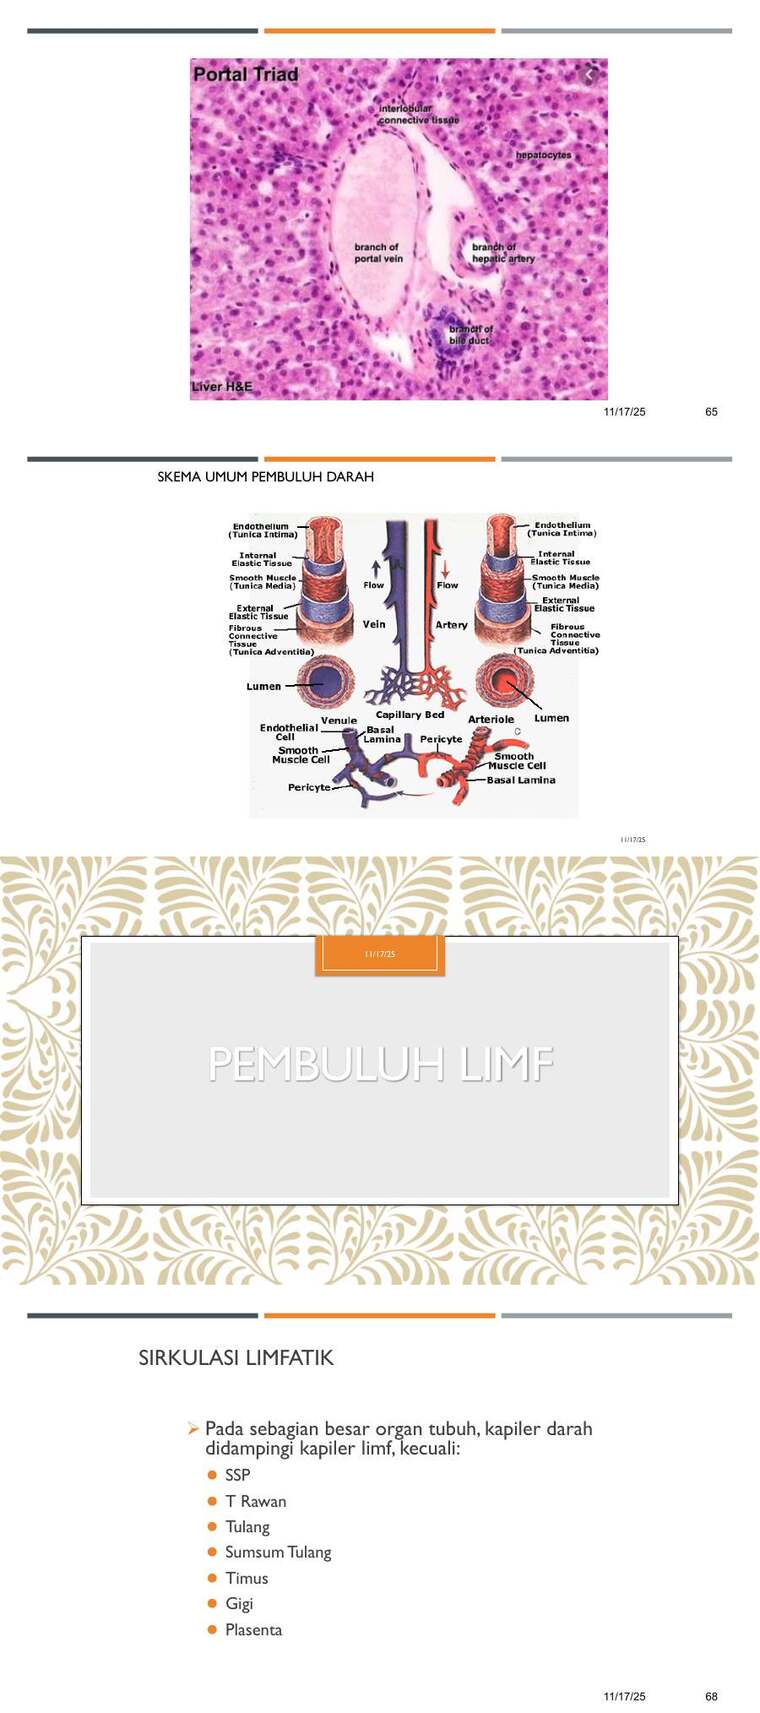 Portal Triad
interlobular
connective tissue
hepatocytes
branch of
portal vein
branch of
hepatic artery
branch of
bile duct
Liver H&E
11/17/25
65
SKEMA UMUM PEMBULUH DARAH
Endothelium
(Tunica Intima)
Internal
Elastic Tissue
Smooth Muscle
(Tunica Media)
External
Elastic Tissue
Fibrous
Connective
Tissue
(Tunica Adventitia)
Lumen
Flow
Vein
Flow
Artery
Endothelium
(Tunica Intima)
Internal
Elastic Tissue
Smooth Muscle
(Tunica Media)
External
Elastic Tissue
Fibrous
Connective
Tissue
(Tunica Adventitia)
Lumen
Capillary Bed
Venule
Arteriole
Endothelial
Cell
Basal
Lamina
Pericyte
Smooth
Muscle Cell
Smooth
Muscle Cell
Basal Lamina
Pericyte
11/17/25
11/17/25
PEMBULUH LIMF
SIRKULASI LIMFATIK
Pada sebagian besar organ tubuh, kapiler darah
didampingi kapiler limf, kecuali:
SSP
T Rawan
Tulang
Sumsum Tulang
Timus
Gigi
Plasenta
11/17/25
68